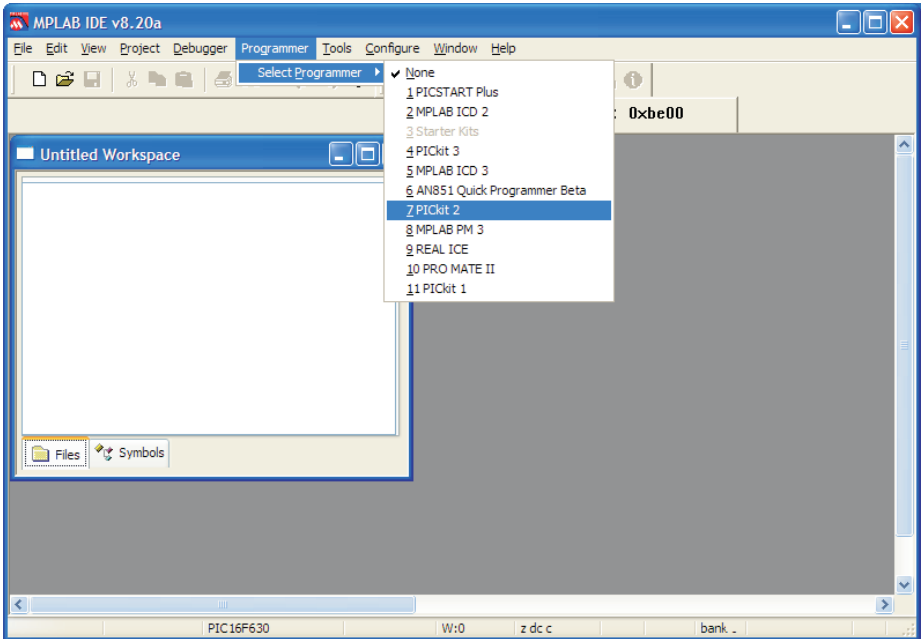 MPLAB IDE v8.20a
File Edit View Project Debugger Programmer Tools Configure Window Help
Select Programmer
None
1 PICSTART Plus
2 MPLAB ICD 2
3 Starter Kits
4 PICkit 3
5 MPLAB ICD 3
6 AN851 Quick Programmer Beta
7 PICkit 2
8 MPLAB PM 3
9 REAL ICE
10 PRO MATE II
11 PICkit 1
: 0xbe00
Untitled Workspace
Files Symbols
PIC16F630 W:0 z dc c bank _